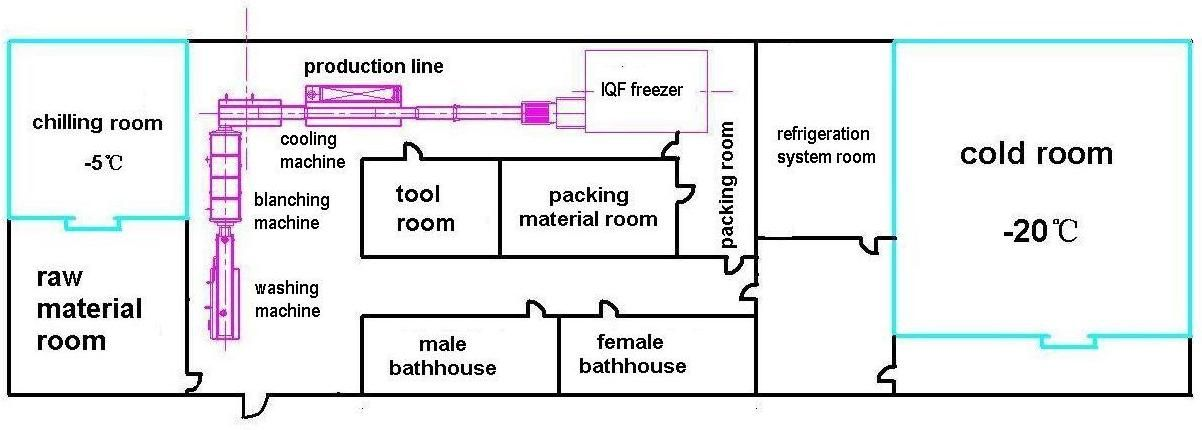 chilling room
-5℃
raw
material
room
production line
cooling
machine
blanching
machine
washing
machine
IQF freezer
tool
room
packing
material room
packing room
male
bathhouse
female
bathhouse
refrigeration
system room
cold room
-20℃